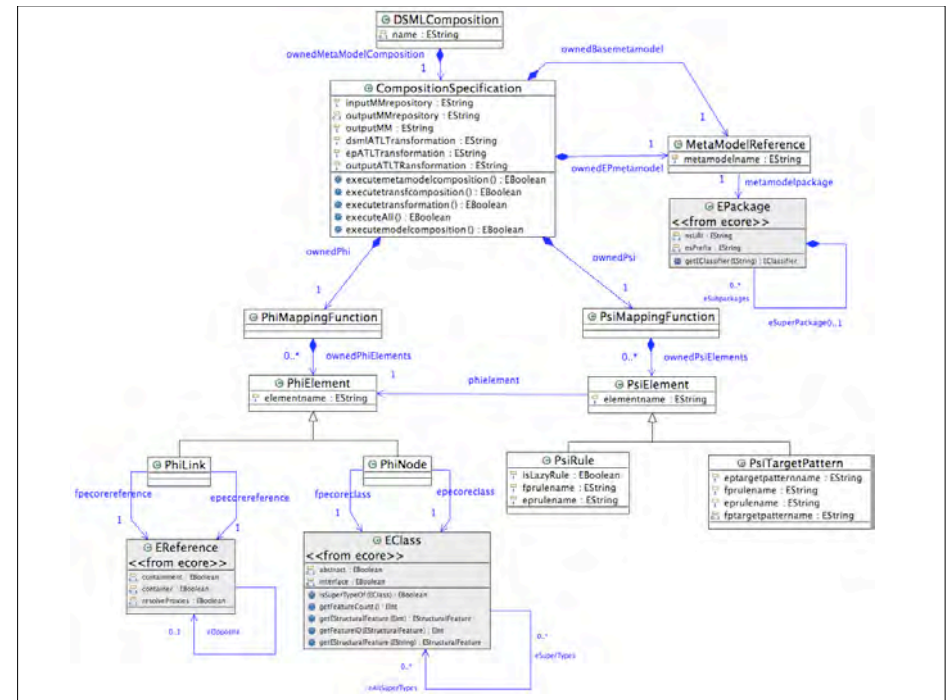 DSMLComposition
name : EString
ownedMetaModelComposition
ownedBasemetamodel
1
CompositionSpecification
inputMMrepository : EString
outputMMrepository : EString
outputMM : EString
dsmlATLTransformation : EString
epATLTransformation : EString
outputATLTRansformation : EString
executemetamodelcomposition() : EBoolean
executetransfcomposition() : EBoolean
executetransformation() : EBoolean
executeAll() : EBoolean
executemodelcomposition() : EBoolean
1
1
MetaModelReference
metamodelname : EString
ownedEPmetamodel
1
metamodelpackage
EPackage
<<from ecore>>
nsURI : EString
nsPrefix : EString
getEClassifier(EString) : EClassifier
0..*
eSubpackages
eSuperPackage0..1
ownedPhi
ownedPsi
1
1
PhiMappingFunction
PsiMappingFunction
0..*
ownedPhiElements
0..*
ownedPsiElements
PhiElement
elementname : EString
1
phielement
PsiElement
elementname : EString
PhiLink
PhiNode
PsiRule
isLazyRule : EBoolean
fprulename : EString
eprulename : EString
PsiTargetPattern
eptargetpatternname : EString
fprulename : EString
eprulename : EString
fptargetpattername : EString
fpecorereference
epecorereference
fpecoreclass
epecoreclass
1
1
1
1
EReference
<<from ecore>>
containment : EBoolean
container : EBoolean
resolveProxies : EBoolean
0..1
eOpposite
EClass
<<from ecore>>
abstract : EBoolean
interface : EBoolean
isSuperTypeOf(EClass) : EBoolean
getFeatureCount() : EInt
getEStructuralFeature (EInt) : EStructuralFeature
getFeatureID(EStructuralFeature) : EInt
getEStructuralFeature (EString) : EStructuralFeature
0..*
eSuperTypes
0..*
eAllSuperTypes